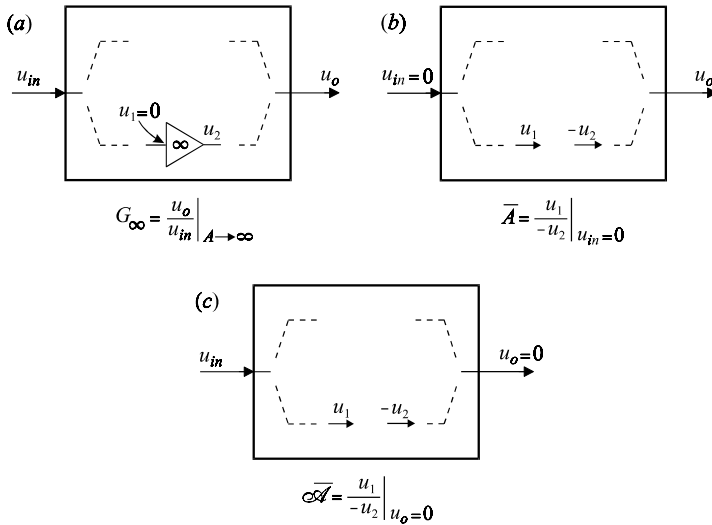 (a)
u_in
u_o
u_1=0
∞
u_2
G_∞ = u_o/u_in |_{A→∞}
(b)
u_in=0
u_o
u_1
-u_2
A̅ = u_1/-u_2 |_{u_in=0}
(c)
u_in
u_o=0
u_1
-u_2
𝒜̅ = u_1/-u_2 |_{u_o=0}